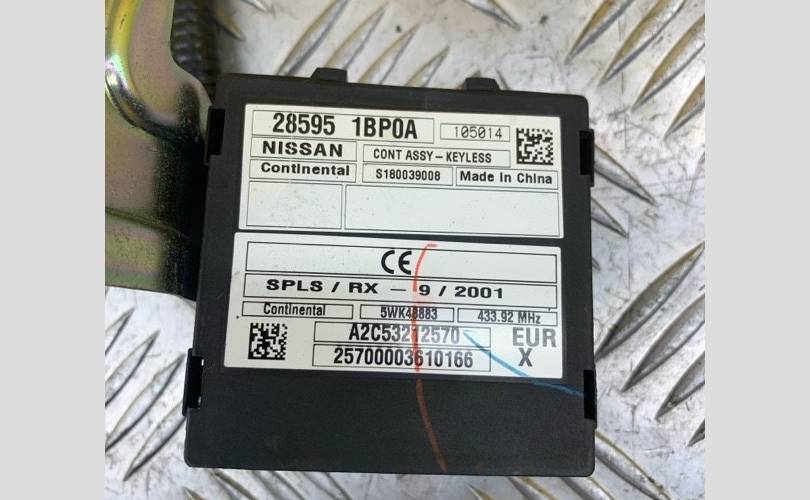 28595 1BP0A 105014
NISSAN CONT ASSY-KEYLESS
Continental S180039008 Made in China
CE
SPLS / RX - 9 / 2001
Continental 5WK48883 433.92 MHz
A2C53212570 EUR
25700003610166 X